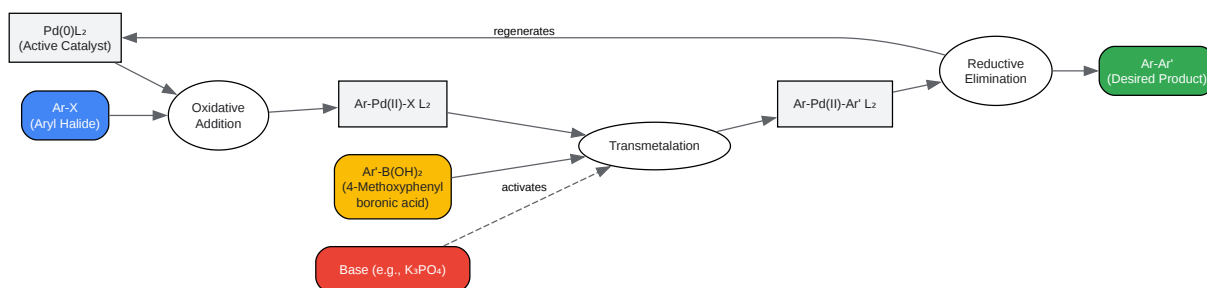 Pd(0)L₂
(Active Catalyst)
regenerates
Ar-X
(Aryl Halide)
Oxidative
Addition
Ar-Pd(II)-X L₂
Ar'-B(OH)₂
(4-Methoxyphenyl
boronic acid)
activates
Base (e.g., K₃PO₄)
Transmetalation
Ar-Pd(II)-Ar' L₂
Reductive
Elimination
Ar-Ar'
(Desired Product)